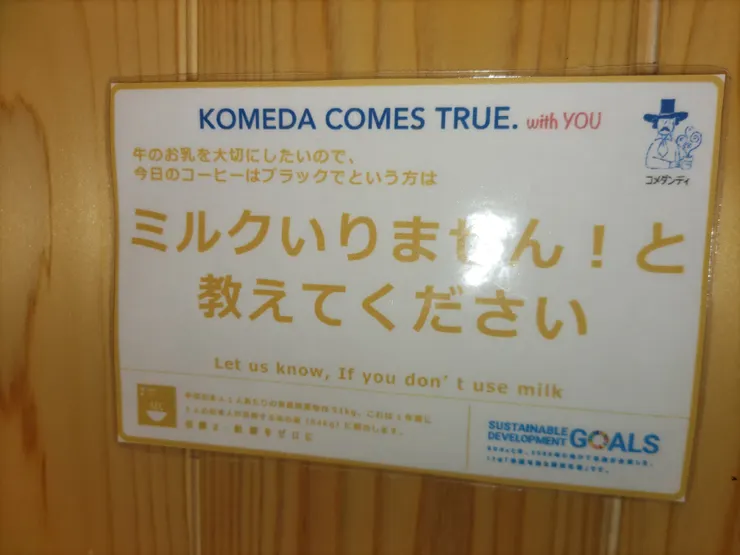 KOMEDA COMES TRUE. with YOU
コメダンディ
牛のお乳を大切にしたいので、
今日のコーヒーはブラックでという方は
ミルクいりません！と
教えてください
Let us know, If you don't use milk
SUSTAINABLE
DEVELOPMENT GOALS